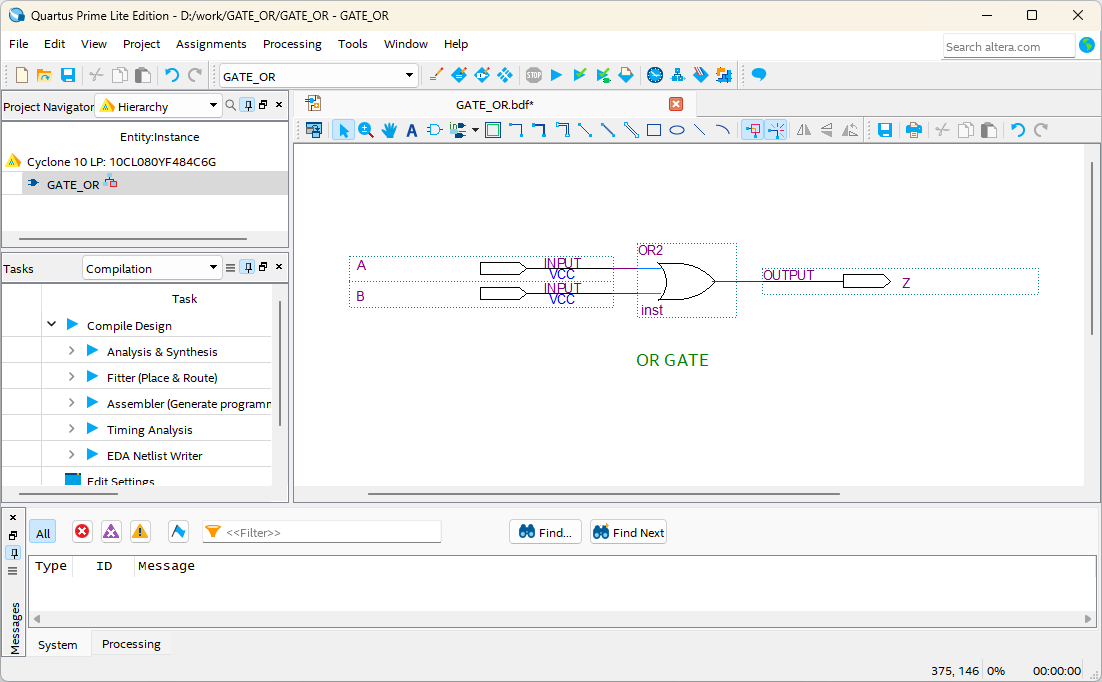 Quartus Prime Lite Edition - D:/work/GATE_OR/GATE_OR - GATE_OR
File Edit View Project Assignments Processing Tools Window Help
Search altera.com
GATE_OR
STOP
Project Navigator Hierarchy
GATE_OR.bdf*
Entity:Instance
Cyclone 10 LP: 10CL080YF484C6G
GATE_OR
Tasks Compilation
Task
Compile Design
Analysis & Synthesis
Fitter (Place & Route)
Assembler (Generate programm
Timing Analysis
EDA Netlist Writer
Edit Settings
OR2
A INPUT
VCC
B INPUT
VCC
inst
OUTPUT Z
OR GATE
All <<Filter>> Find... Find Next
Type ID Message
Messages
System Processing
375, 146 0% 00:00:00